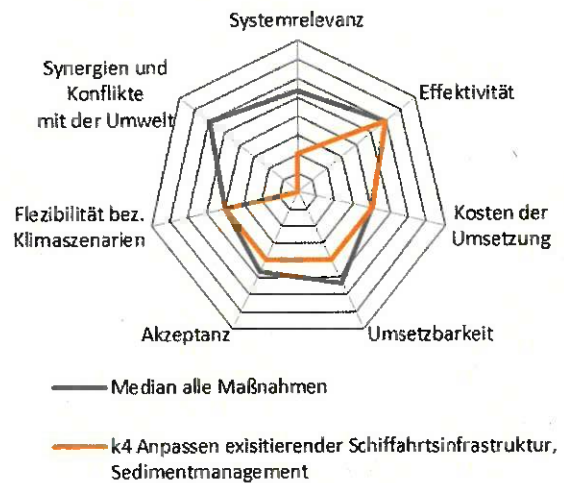 Systemrelevanz
Synergien und
Konflikte
mit der Umwelt
Effektivität
Flezibilität bez.
Klimaszenarien
Kosten der
Umsetzung
Akzeptanz
Umsetzbarkeit
Median alle Maßnahmen
k4 Anpassen exisitierender Schiffahrtsinfrastruktur,
Sedimentmanagement